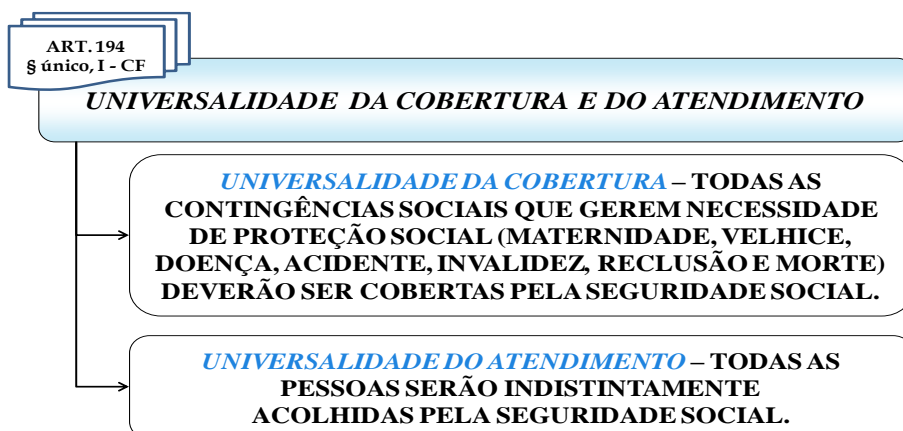 ART. 194
§ único, I - CF
UNIVERSALIDADE DA COBERTURA E DO ATENDIMENTO
UNIVERSALIDADE DA COBERTURA – TODAS AS
CONTINGÊNCIAS SOCIAIS QUE GEREM NECESSIDADE
DE PROTEÇÃO SOCIAL (MATERNIDADE, VELHICE,
DOENÇA, ACIDENTE, INVALIDEZ, RECLUSÃO E MORTE)
DEVERÃO SER COBERTAS PELA SEGURIDADE SOCIAL.
UNIVERSALIDADE DO ATENDIMENTO – TODAS AS
PESSOAS SERÃO INDISTINTAMENTE
ACOLHIDAS PELA SEGURIDADE SOCIAL.